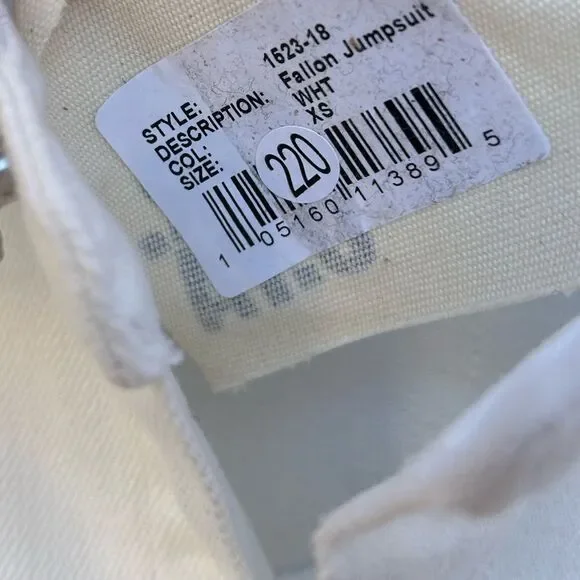 STYLE: 1523-18
DESCRIPTION: Fallon Jumpsuit
COL: WHT
SIZE: XS
220
1 05160 11389 5